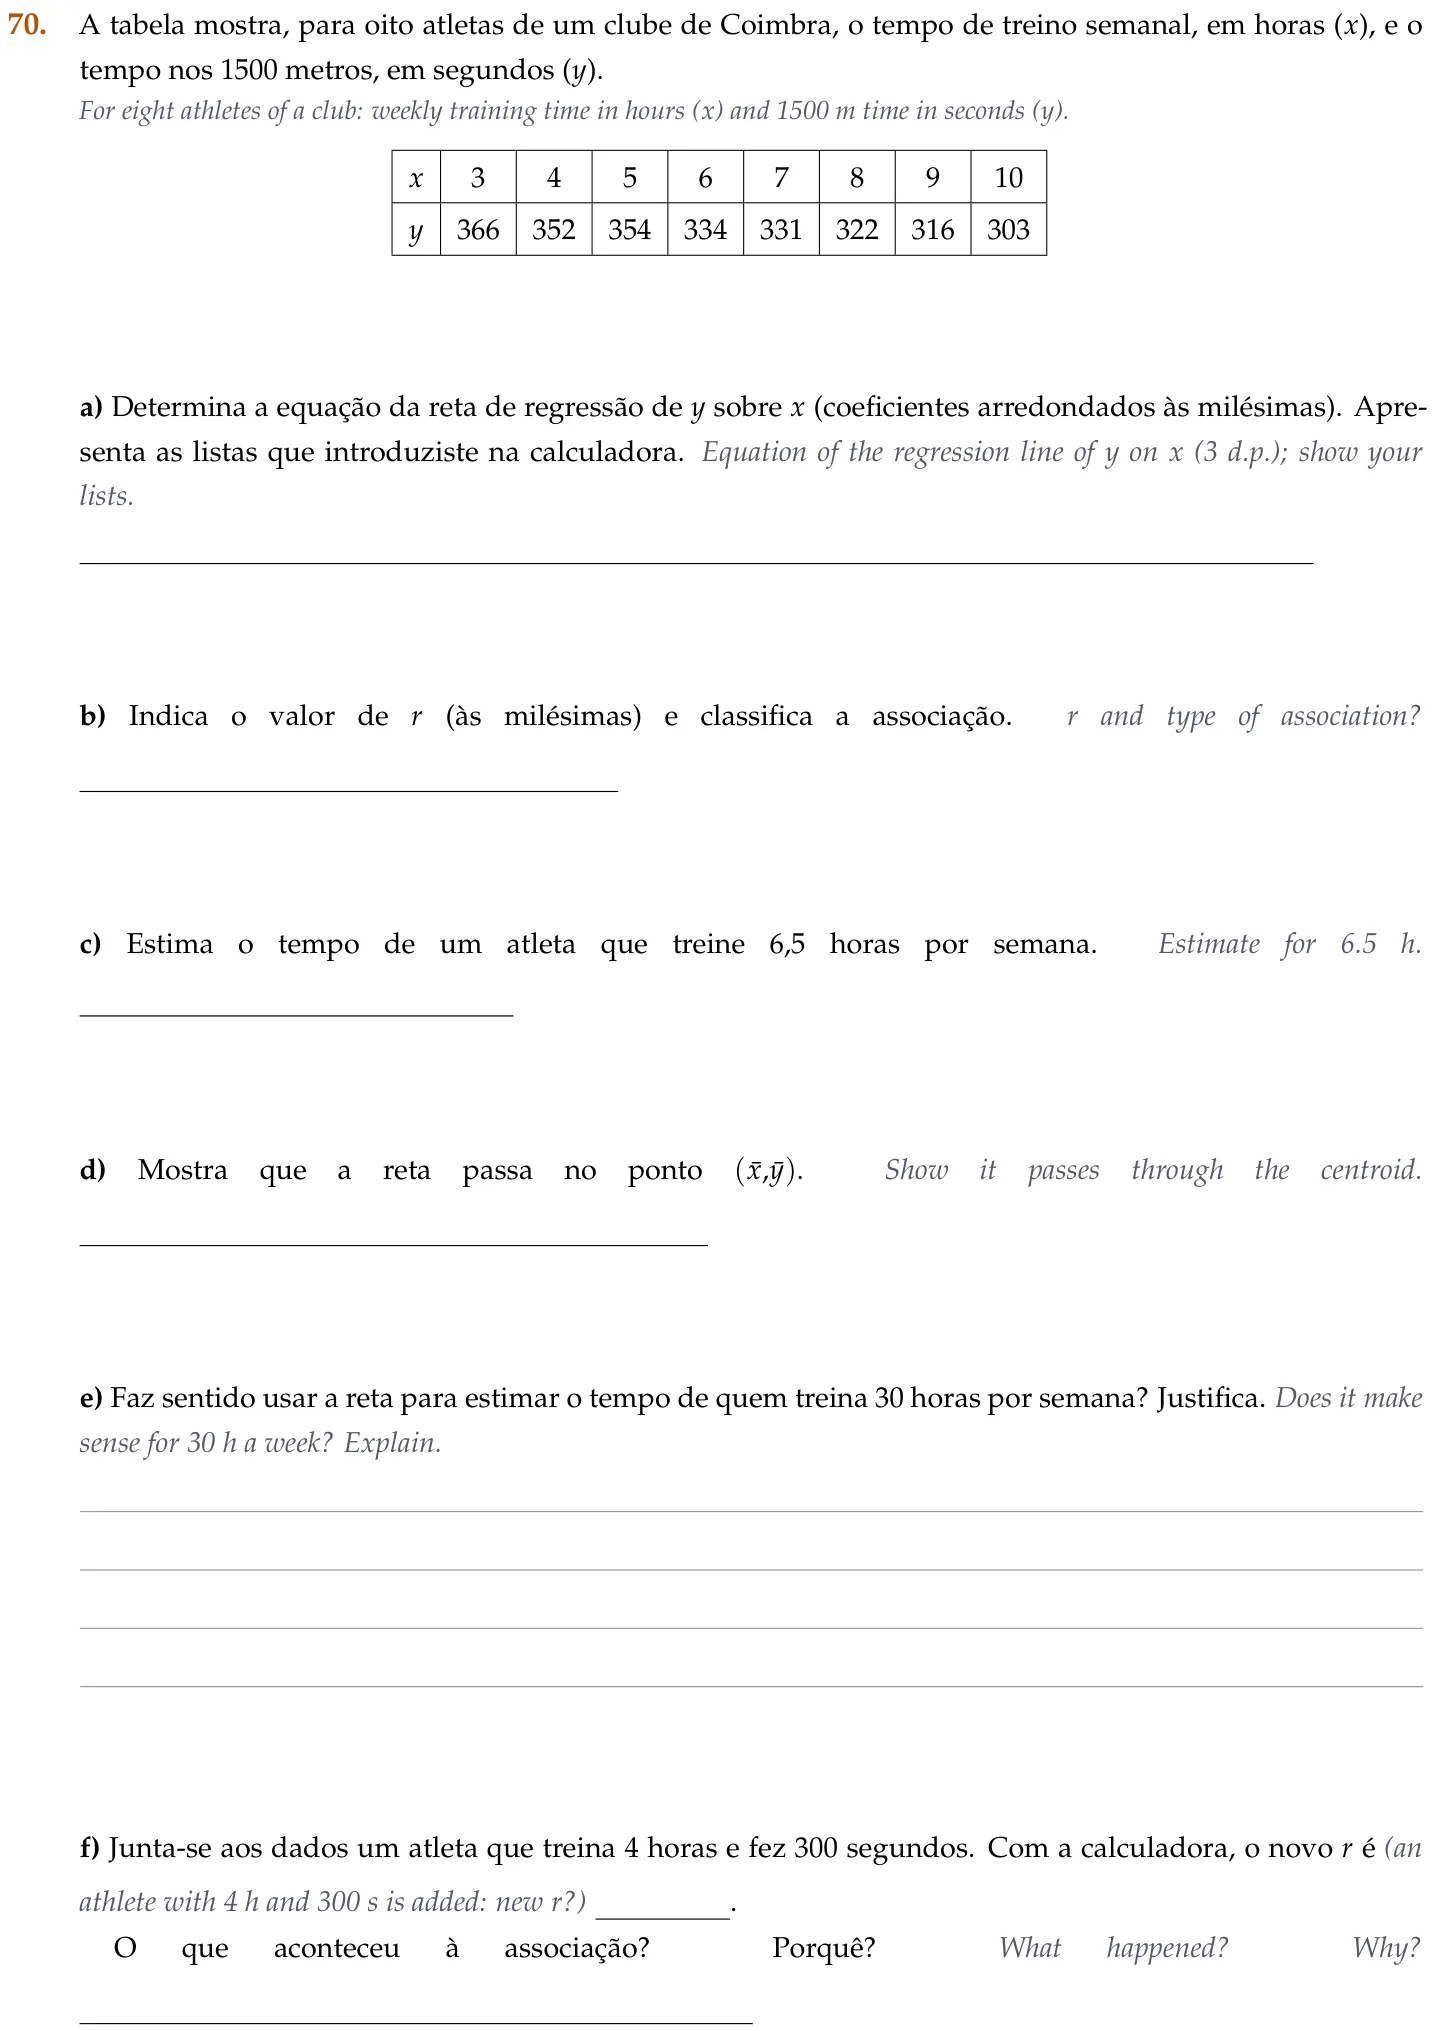 70. A tabela mostra, para oito atletas de um clube de Coimbra, o tempo de treino semanal, em horas (x), e o
tempo nos 1500 metros, em segundos (y).
For eight athletes of a club: weekly training time in hours (x) and 1500 m time in seconds (y).
x 3 4 5 6 7 8 9 10
y 366 352 354 334 331 322 316 303
a) Determina a equação da reta de regressão de y sobre x (coeficientes arredondados às milésimas). Apre-
senta as listas que introduziste na calculadora. Equation of the regression line of y on x (3 d.p.); show your
lists.
b) Indica o valor de r (às milésimas) e classifica a associação. r and type of association?
c) Estima o tempo de um atleta que treine 6,5 horas por semana. Estimate for 6.5 h.
d) Mostra que a reta passa no ponto (x̄,ȳ). Show it passes through the centroid.
e) Faz sentido usar a reta para estimar o tempo de quem treina 30 horas por semana? Justifica. Does it make
sense for 30 h a week? Explain.
f) Junta-se aos dados um atleta que treina 4 horas e fez 300 segundos. Com a calculadora, o novo r é (an
athlete with 4 h and 300 s is added: new r?) ________.
O que aconteceu à associação? Porquê? What happened? Why?